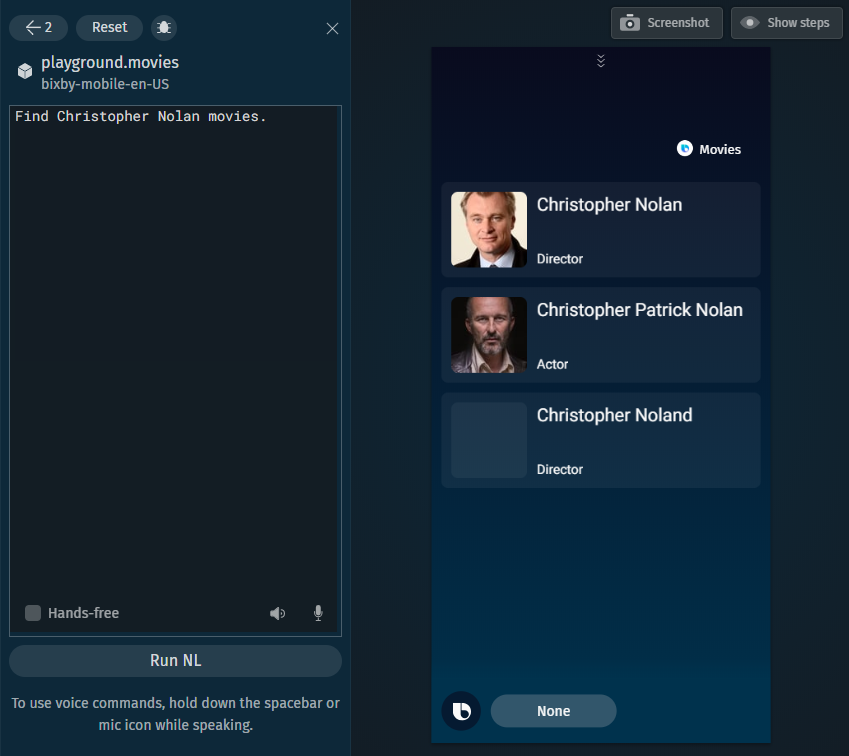 2 Reset
playground.movies
bixby-mobile-en-US
Find Christopher Nolan movies.
Hands-free
Run NL
To use voice commands, hold down the spacebar or
mic icon while speaking.
Screenshot Show steps
Movies
Christopher Nolan
Director
Christopher Patrick Nolan
Actor
Christopher Noland
Director
None